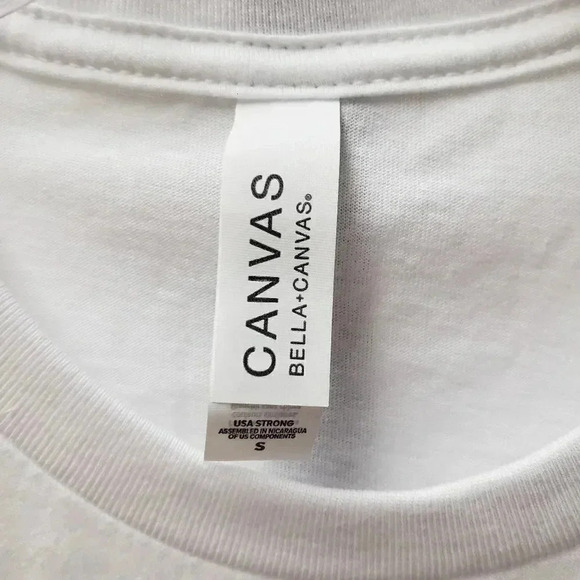 CANVAS
BELLA+CANVAS®
USA STRONG
ASSEMBLED IN NICARAGUA
OF US COMPONENTS
S